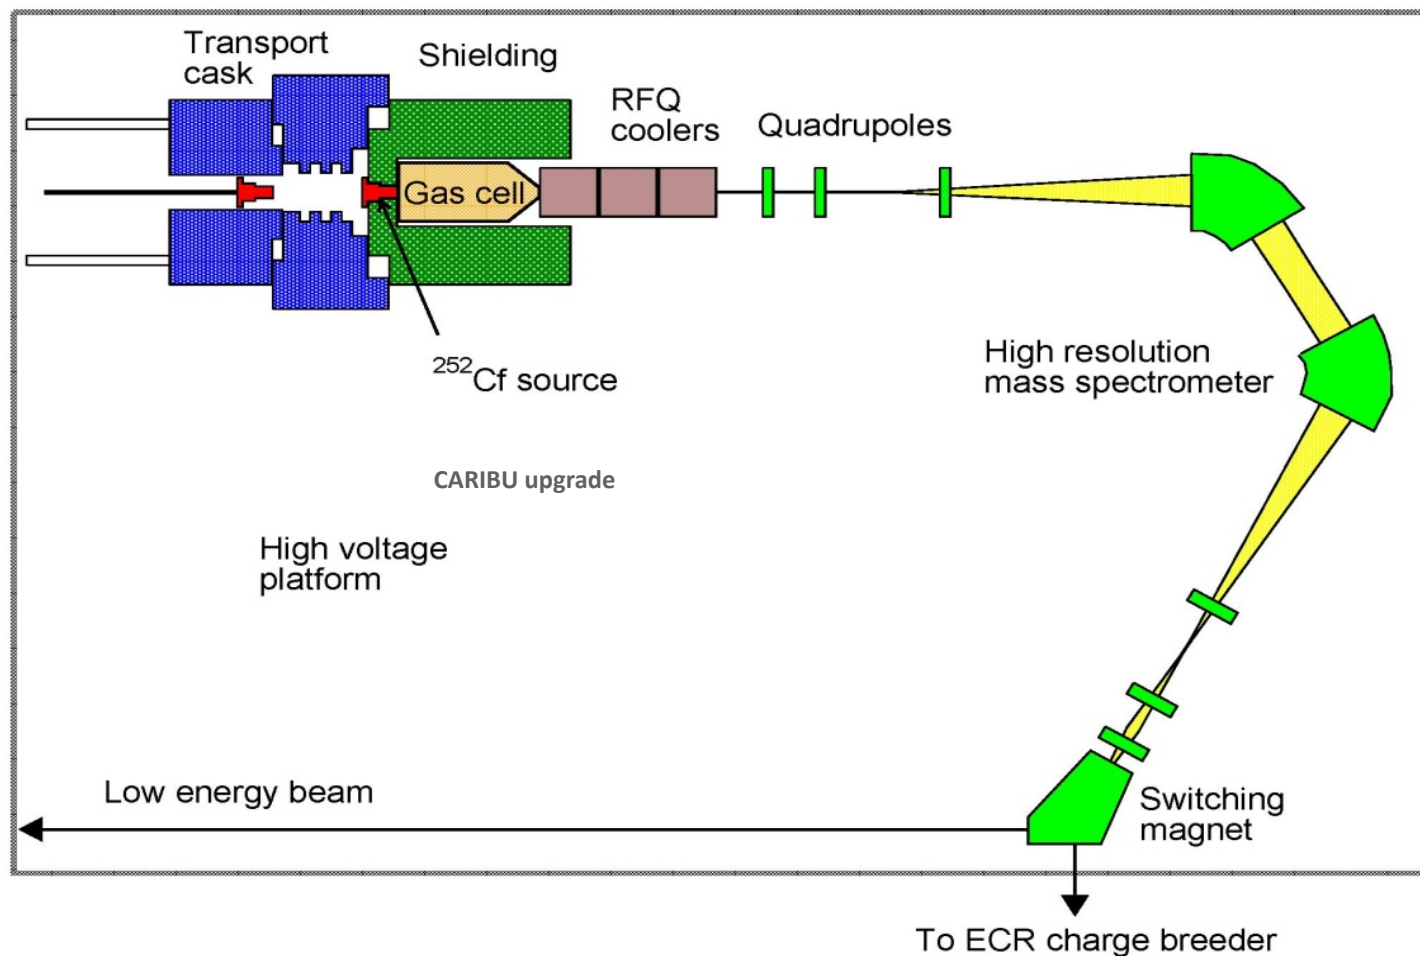 Transport
cask
Shielding
RFQ
coolers
Quadrupoles
Gas cell
²⁵²Cf source
High resolution
mass spectrometer
CARIBU upgrade
High voltage
platform
Low energy beam
Switching
magnet
To ECR charge breeder